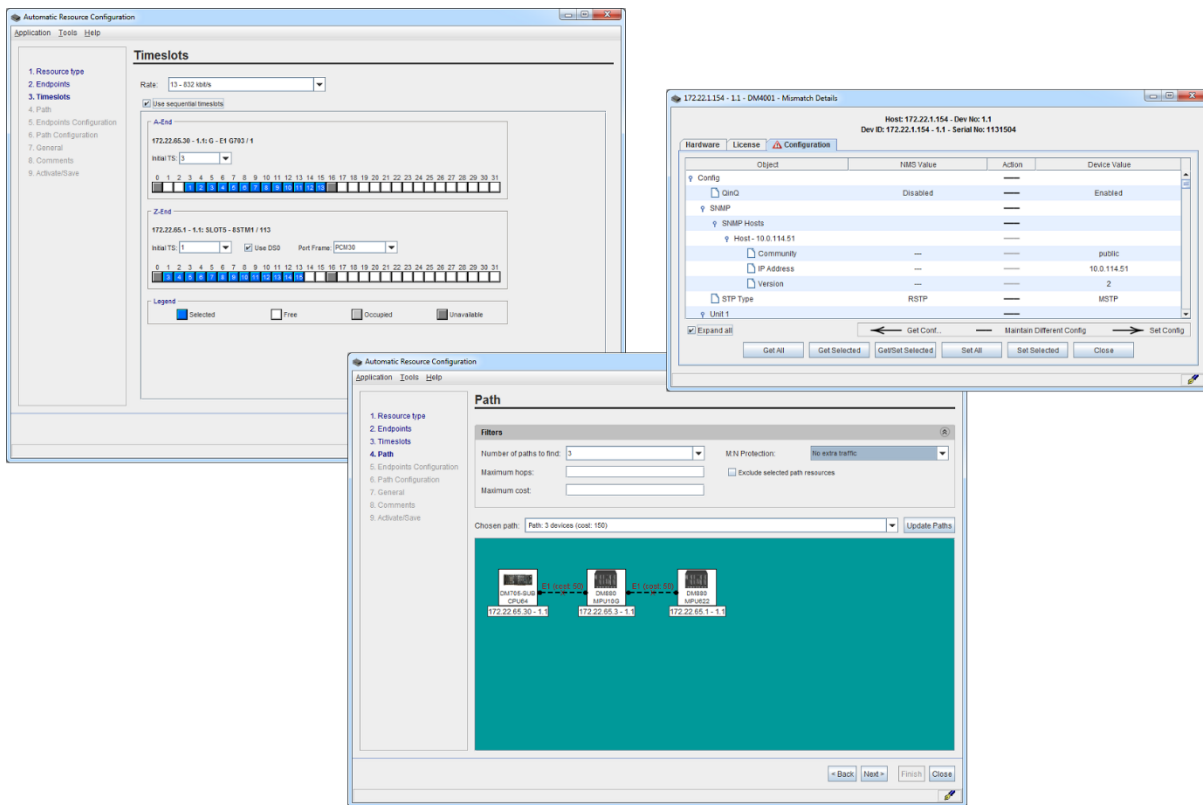 Automatic Resource Configuration
Application Tools Help
Timeslots
1. Resource type
2. Endpoints
3. Timeslots
4. Path
5. Endpoints Configuration
6. Path Configuration
7. General
8. Comments
9. Activate/Save
Rate: 13 - 832 kbit/s
Use sequential timeslots
A-End
172.22.65.30 - 1.1: G - E1 G703 / 1
Initial TS: 3
0 1 2 3 4 5 6 7 8 9 10 11 12 13 14 15 16 17 18 19 20 21 22 23 24 25 26 27 28 29 30 31
1 2 3 4 5 6 7 8 9 10 11 12 13
Z-End
172.22.65.1 - 1.1: SLOT5 - 8STM1 / 113
Initial TS: 1 Use DS0 Port Frame: PCM30
0 1 2 3 4 5 6 7 8 9 10 11 12 13 14 15 16 17 18 19 20 21 22 23 24 25 26 27 28 29 30 31
Legend
Selected Free Occupied Unavailable
172.22.1.154 - 1.1 - DM4001 - Mismatch Details
Host: 172.22.1.154 - Dev No: 1.1
Dev ID: 172.22.1.154 - 1.1 - Serial No: 1131504
Hardware License Configuration
Object NMS Value Action Device Value
Config
QinQ Disabled Enabled
SNMP
SNMP Hosts
Host - 10.0.114.51
Community --- public
IP Address --- 10.0.114.51
Version --- 2
STP Type RSTP MSTP
Unit 1
Expand all Get Conf... Maintain Different Config Set Config
Get All Get Selected Get/Set Selected Set All Set Selected Close
Automatic Resource Configuration
Application Tools Help
Path
1. Resource type
2. Endpoints
3. Timeslots
4. Path
5. Endpoints Configuration
6. Path Configuration
7. General
8. Comments
9. Activate/Save
Filters
Number of paths to find: 3 M:N Protection: No extra traffic
Maximum hops: Exclude selected path resources
Maximum cost:
Chosen path: Path: 3 devices (cost: 150) Update Paths
E1 (cost: 50)
DM705-SUB
CPU64
172.22.65.30 - 1.1
172.22.65.3 - 1.1
MPU622
172.22.65.1 - 1.1
< Back Next > Finish Close